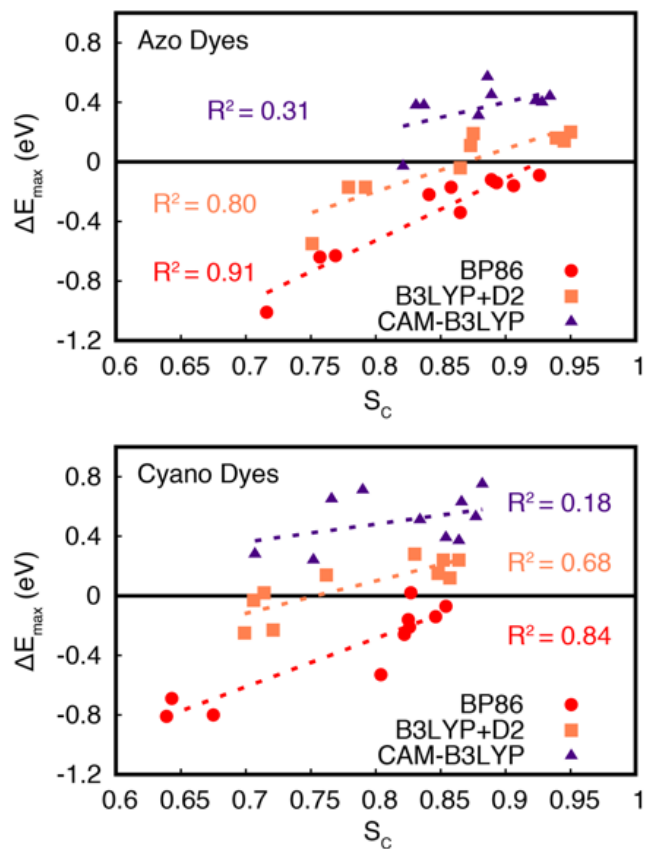 Azo Dyes
0.8
0.4
0
-0.4
-0.8
-1.2
ΔE_max (eV)
R² = 0.31
R² = 0.80
R² = 0.91
BP86
B3LYP+D2
CAM-B3LYP
0.6 0.65 0.7 0.75 0.8 0.85 0.9 0.95 1
S_C
Cyano Dyes
0.8
0.4
0
-0.4
-0.8
-1.2
ΔE_max (eV)
R² = 0.18
R² = 0.68
R² = 0.84
BP86
B3LYP+D2
CAM-B3LYP
0.6 0.65 0.7 0.75 0.8 0.85 0.9 0.95 1
S_C